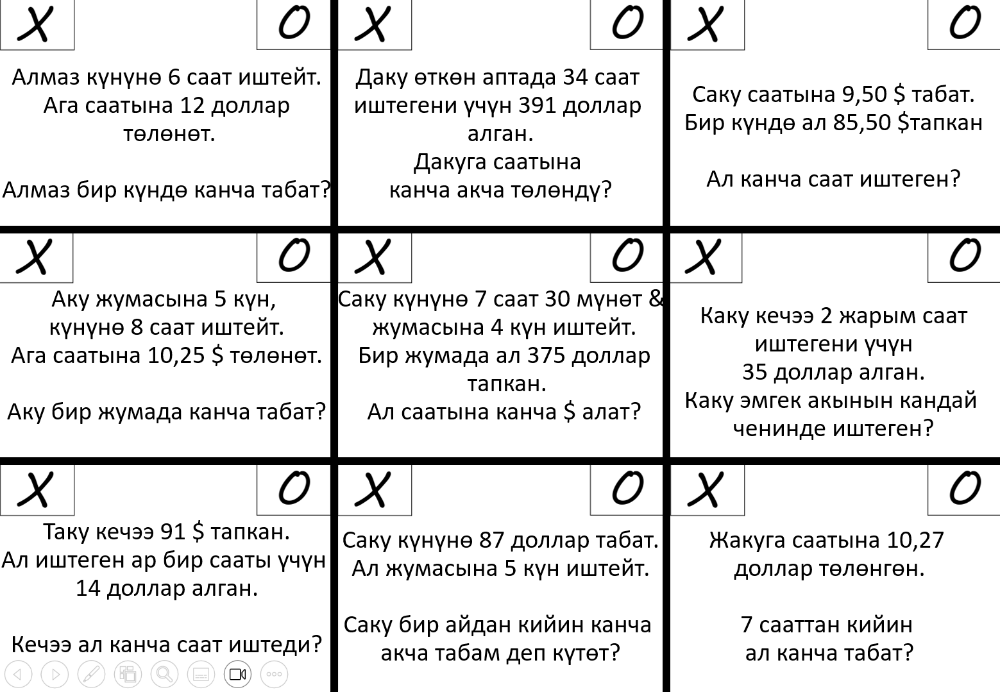 X O
Алмаз күнүнө 6 саат иштейт.
Ага саатына 12 доллар
төлөнөт.
Алмаз бир күндө канча табат?
X O
Даку өткөн аптада 34 саат
иштегени үчүн 391 доллар
алган.
Дакуга саатына
канча акча төлөндү?
X O
Саку саатына 9,50 $ табат.
Бир күндө ал 85,50 $тапкан
Ал канча саат иштеген?
X O
Аку жумасына 5 күн,
күнүнө 8 саат иштейт.
Ага саатына 10,25 $ төлөнөт.
Аку бир жумада канча табат?
X O
Саку күнүнө 7 саат 30 мүнөт &
жумасына 4 күн иштейт.
Бир жумада ал 375 доллар
тапкан.
Ал саатына канча $ алат?
X O
Каку кечээ 2 жарым саат
иштегени үчүн
35 доллар алган.
Каку эмгек акынын кандай
ченинде иштеген?
X O
Таку кечээ 91 $ тапкан.
Ал иштеген ар бир сааты үчүн
14 доллар алган.
Кечээ ал канча саат иштеди?
X O
Саку күнүнө 87 доллар табат.
Ал жумасына 5 күн иштейт.
Саку бир айдан кийин канча
акча табам деп күтөт?
X O
Жакуга саатына 10,27
доллар төлөнгөн.
7 сааттан кийин
ал канча табат?